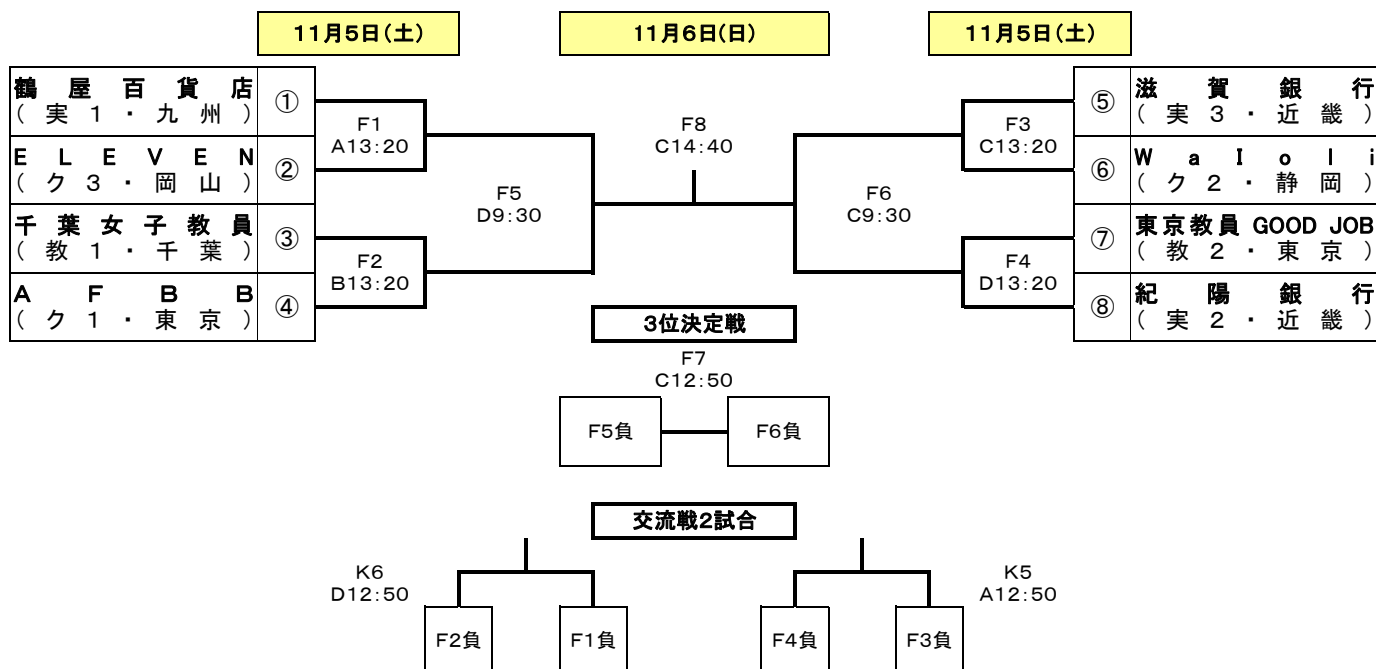 11月5日(土)
11月6日(日)
11月5日(土)
鶴屋百貨店
(実1・九州)
①
ELEVEN
(ク3・岡山)
②
千葉女子教員
(教1・千葉)
③
AFBB
(ク1・東京)
④
F1
A13:20
F2
B13:20
F5
D9:30
F8
C14:40
F6
C9:30
F3
C13:20
F4
D13:20
⑤
滋賀銀行
(実3・近畿)
⑥
WaIoli
(ク2・静岡)
⑦
東京教員 GOOD JOB
(教2・東京)
⑧
紀陽銀行
(実2・近畿)
3位決定戦
F7
C12:50
F5負
F6負
交流戦2試合
K6
D12:50
F2負
F1負
K5
A12:50
F4負
F3負